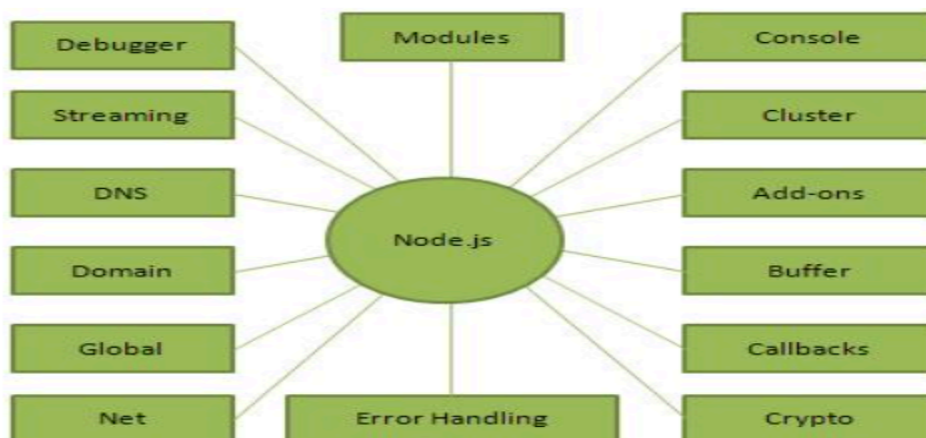 Debugger
Modules
Console
Streaming
Cluster
DNS
Add-ons
Node.js
Domain
Buffer
Global
Callbacks
Net
Error Handling
Crypto